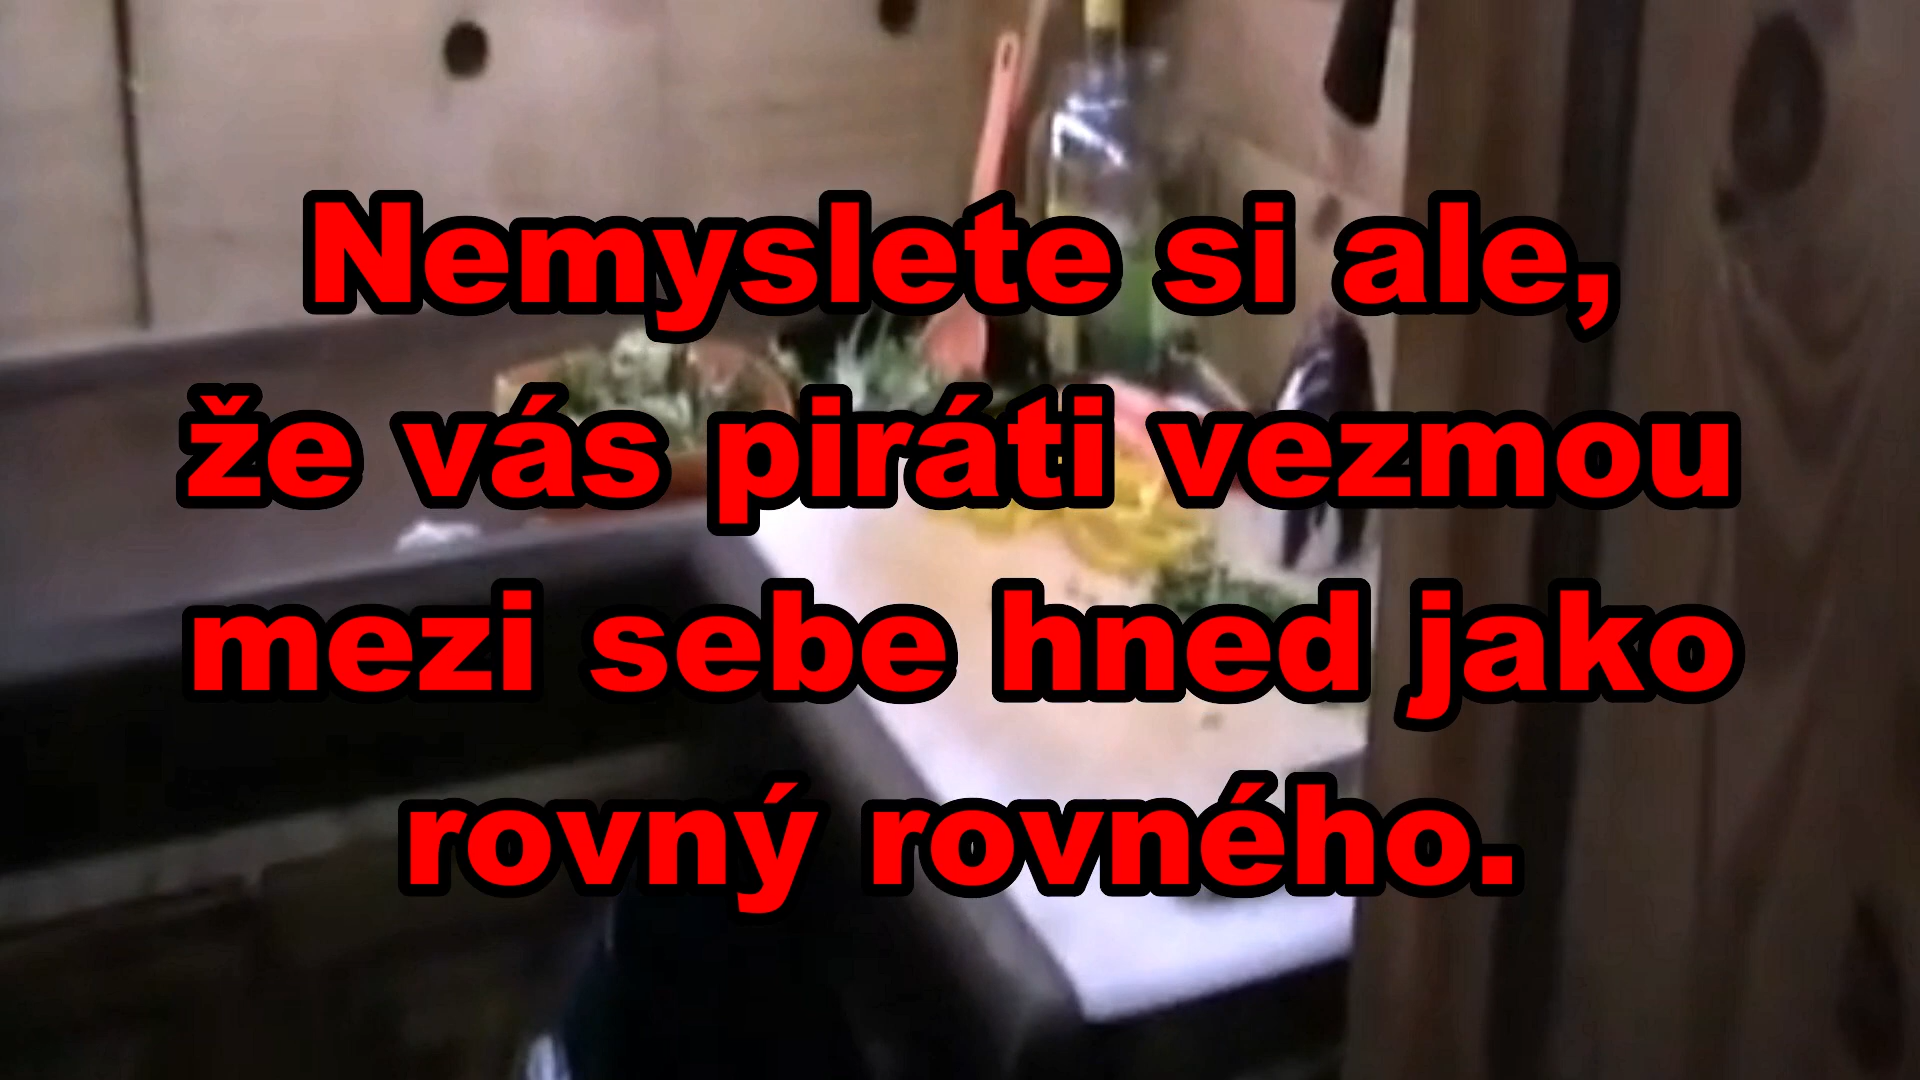 Nemyslete si ale,
že vás piráti vezmou
mezi sebe hned jako
rovný rovného.